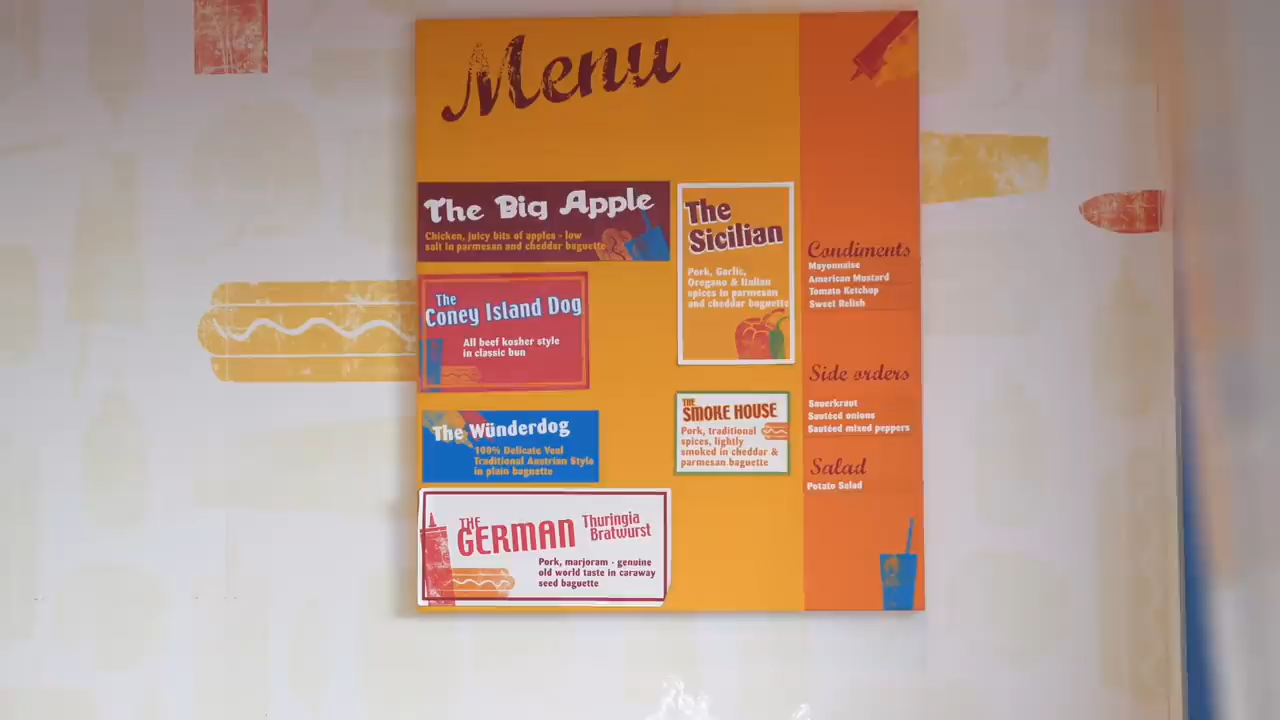 Menu
The Big Apple
Chicken, juicy bits of apples - low
salt in parmesan and cheddar baguette
The
Coney Island Dog
All beef kosher style
in classic bun
The Wünderdog
100% Delicate Veal
Traditional Austrian Style
in plain baguette
THE
GERMAN
Thuringia
Bratwurst
Pork, marjoram - genuine
old world taste in caraway
seed baguette
The
Sicilian
Pork, Garlic,
Oregano & Italian
spices in parmesan
and cheddar baguette
THE
SMOKE HOUSE
Pork, traditional
spices, lightly
smoked in cheddar &
parmesan baguette
Condiments
Mayonnaise
American Mustard
Tomato Ketchup
Sweet Relish
Side orders
Sauerkraut
Sautéed onions
Sautéed mixed peppers
Salad
Potato Salad